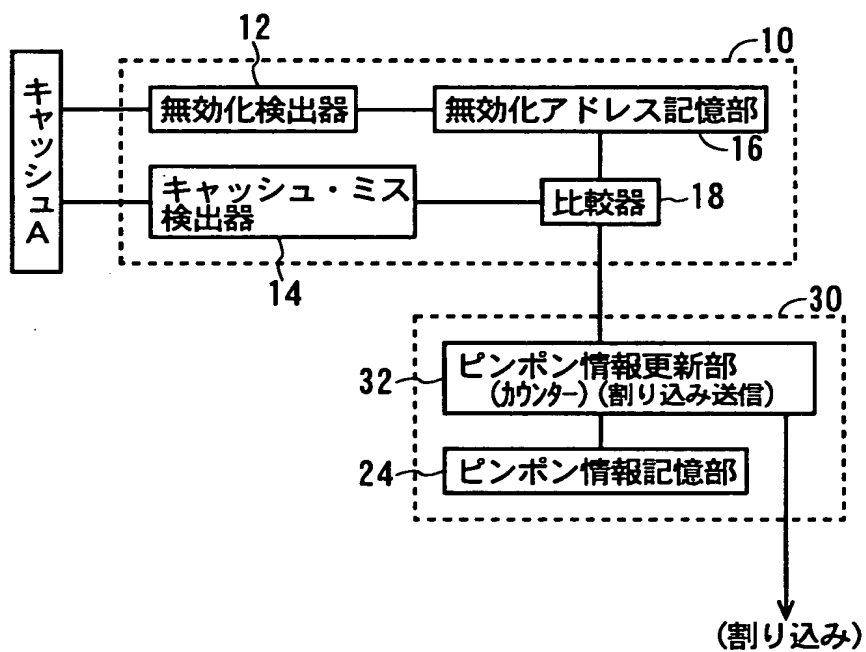 12
10
キャッシュA
無効化検出器
無効化アドレス記憶部
16
キャッシュ・ミス
検出器
比較器
18
14
30
32
ピンポン情報更新部
(カウンター)(割り込み送信)
24
ピンポン情報記憶部
(割り込み)